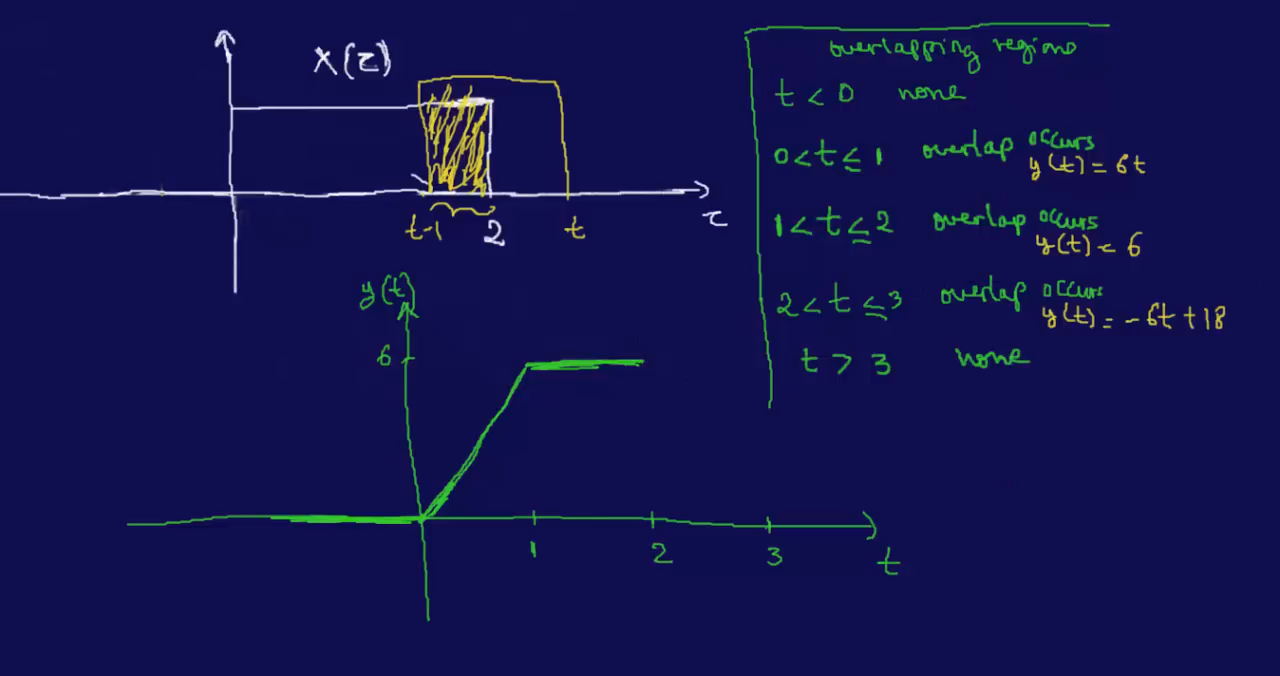 x(τ)
t-1
2
t
τ
y(t)
6
1
2
3
t
overlapping regions
t < 0 none
0 < t ≤ 1 overlap occurs
y(t) = 6t
1 < t ≤ 2 overlap occurs
y(t) = 6
2 < t ≤ 3 overlap occurs
y(t) = -6t + 18
t > 3 none